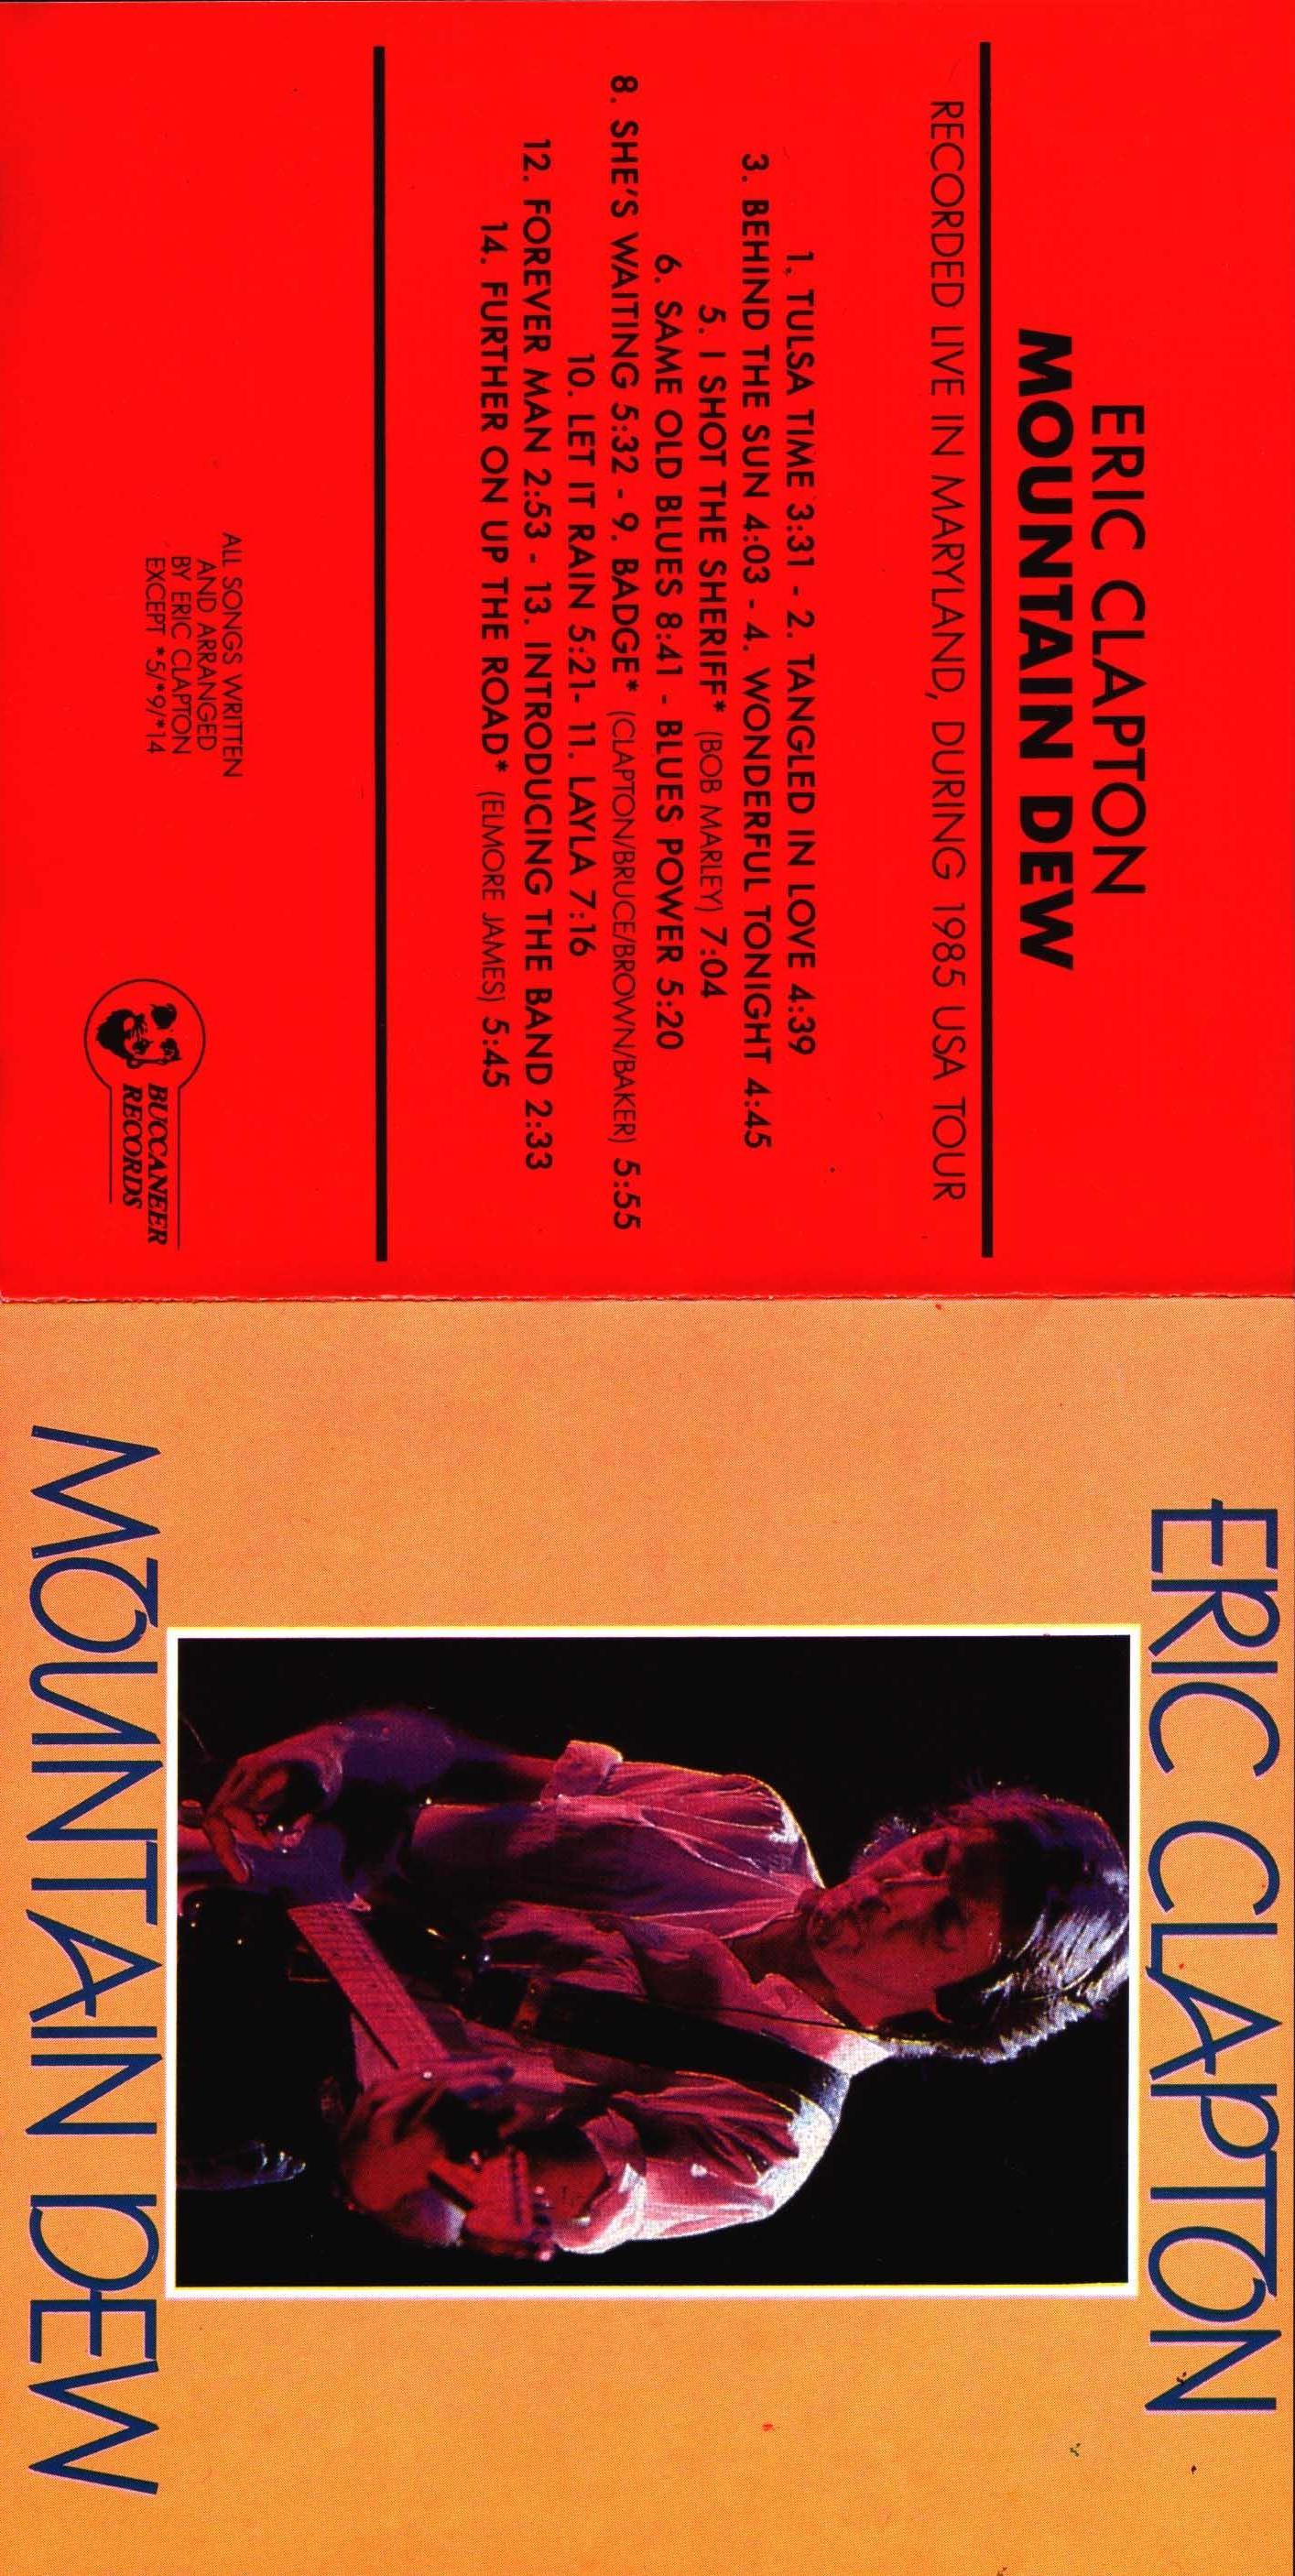 ERIC CLAPTON
MOUNTAIN DEW
RECORDED LIVE IN MARYLAND, DURING 1985 USA TOUR
1. TULSA TIME 3:31 - 2. TANGLED IN LOVE 4:39
3. BEHIND THE SUN 4:03 - 4. WONDERFUL TONIGHT 4:45
5. I SHOT THE SHERIFF* (BOB MARLEY) 7:04
6. SAME OLD BLUES 8:41 - BLUES POWER 5:20
8. SHE'S WAITING 5:32 - 9. BADGE* (CLAPTON/BRUCE/BROWN/BAKER) 5:55
10. LET IT RAIN 5:21- 11. LAYLA 7:16
12. FOREVER MAN 2:53 - 13. INTRODUCING THE BAND 2:33
14. FURTHER ON UP THE ROAD* (ELMORE JAMES) 5:45
ALL SONGS WRITTEN
AND ARRANGED
BY ERIC CLAPTON
EXCEPT *5/*9/*14
BUCCANEER
RECORDS
ERIC CLAPTON
MOUNTAIN DEW